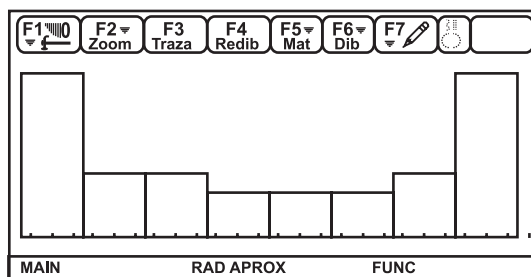 F1 F2 F3 F4 F5 F6 F7
Zoom Traza Redib Mat Dib
MAIN RAD APROX FUNC